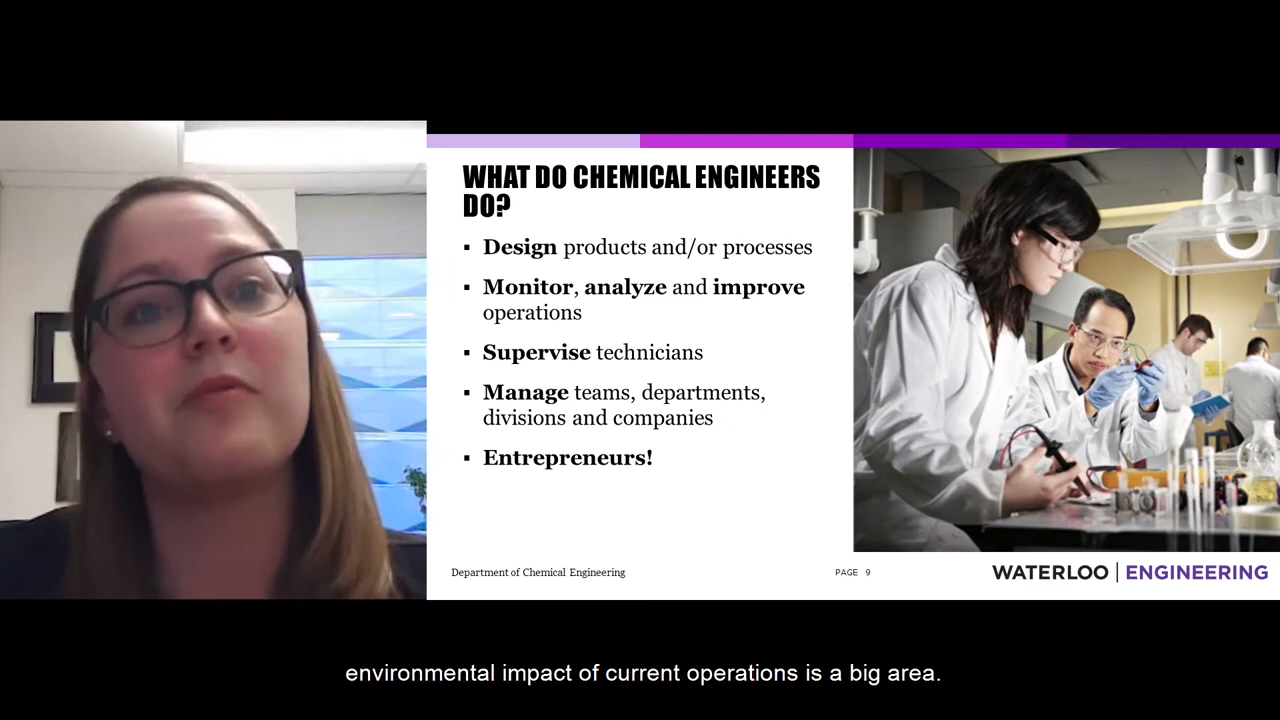 WHAT DO CHEMICAL ENGINEERS
DO?
▪ Design products and/or processes
▪ Monitor, analyze and improve
operations
▪ Supervise technicians
▪ Manage teams, departments,
divisions and companies
▪ Entrepreneurs!
Department of Chemical Engineering
PAGE 9
WATERLOO | ENGINEERING
environmental impact of current operations is a big area.